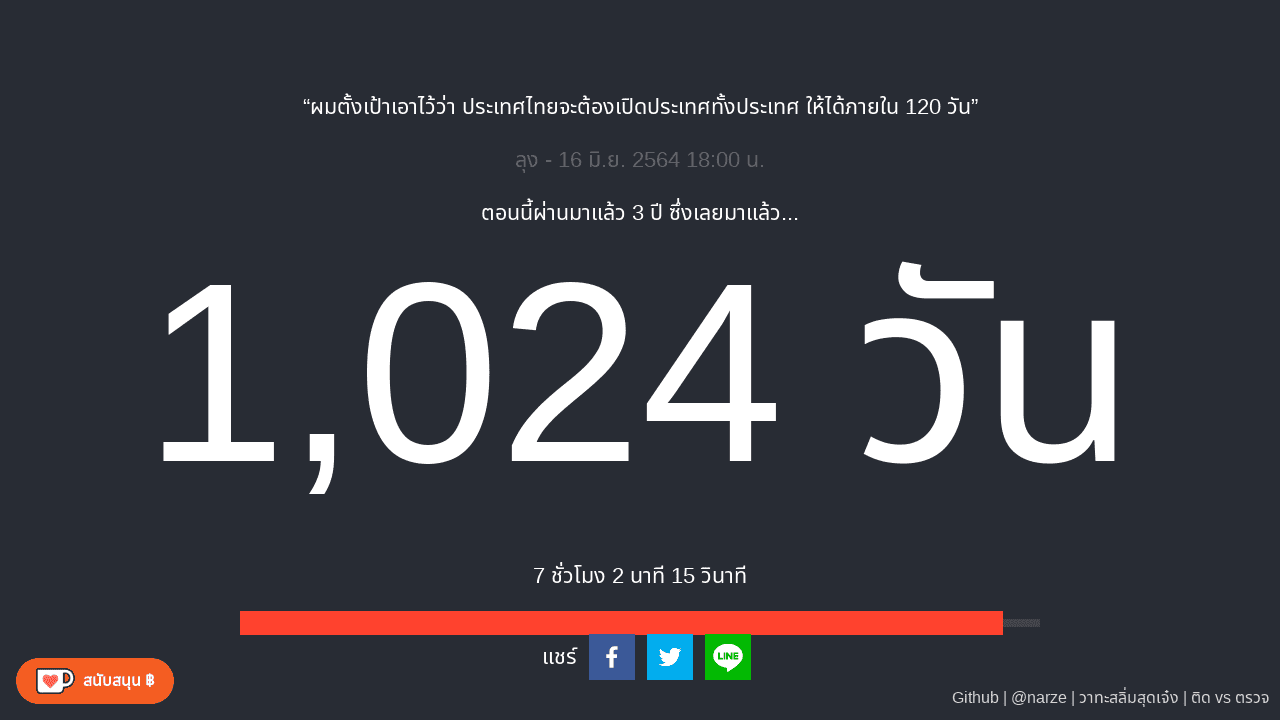 “ผมตั้งเป้าเอาไว้ว่า ประเทศไทยจะต้องเปิดประเทศทั้งประเทศ ให้ได้ภายใน 120 วัน”
ลุง - 16 มิ.ย. 2564 18:00 น.
ตอนนี้ผ่านมาแล้ว 3 ปี ซึ่งเลยมาแล้ว...
1,024 วัน
7 ชั่วโมง 2 นาที 15 วินาที
แชร์
LINE
สนับสนุน ฿
Github | @narze | วาทะสลิ่มสุดเจ๋ง | ติด vs ตรวจ